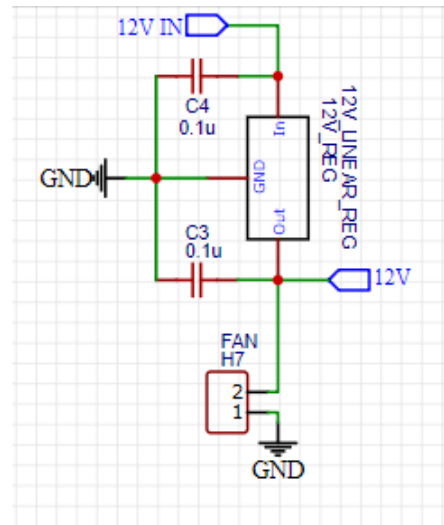 12V IN
C4
0.1u
12V_LINEAR_REG
12V_REG
In
GND
GND
Out
C3
0.1u
12V
FAN
H7
2
1
GND